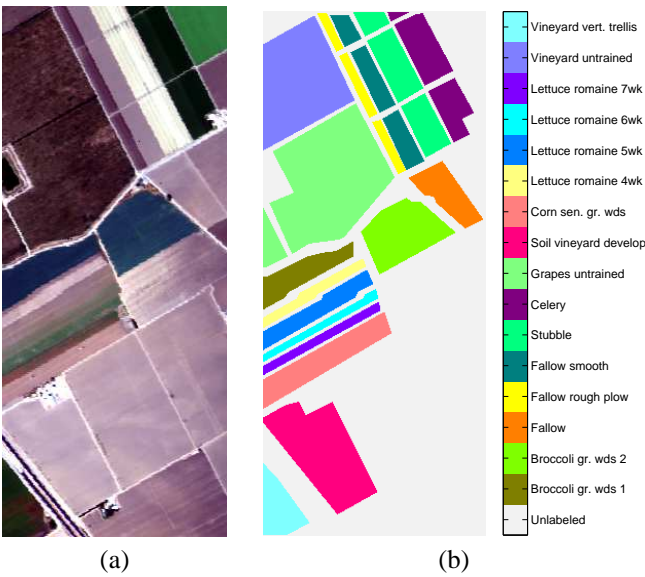 Vineyard vert. trellis
Vineyard untrained
Lettuce romaine 7wk
Lettuce romaine 6wk
Lettuce romaine 5wk
Lettuce romaine 4wk
Corn sen. gr. wds
Soil vineyard develop
Grapes untrained
Celery
Stubble
Fallow smooth
Fallow rough plow
Fallow
Broccoli gr. wds 2
Broccoli gr. wds 1
Unlabeled
(a)
(b)